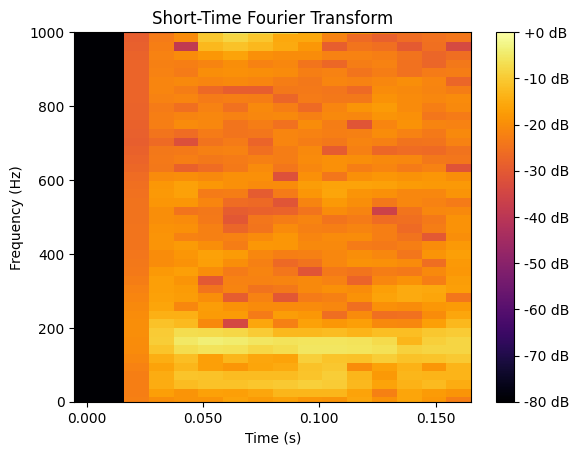 Short-Time Fourier Transform
1000
800
600
400
200
0
Frequency (Hz)
0.000
0.050
0.100
0.150
Time (s)
+0 dB
-10 dB
-20 dB
-30 dB
-40 dB
-50 dB
-60 dB
-70 dB
-80 dB